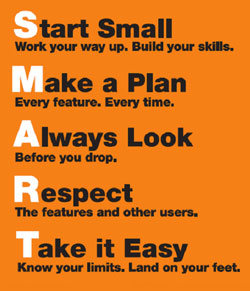 Start Small
Work your way up. Build your skills.
Make a Plan
Every feature. Every time.
Always Look
Before you drop.
Respect
The features and other users.
Take it Easy
Know your limits. Land on your feet.